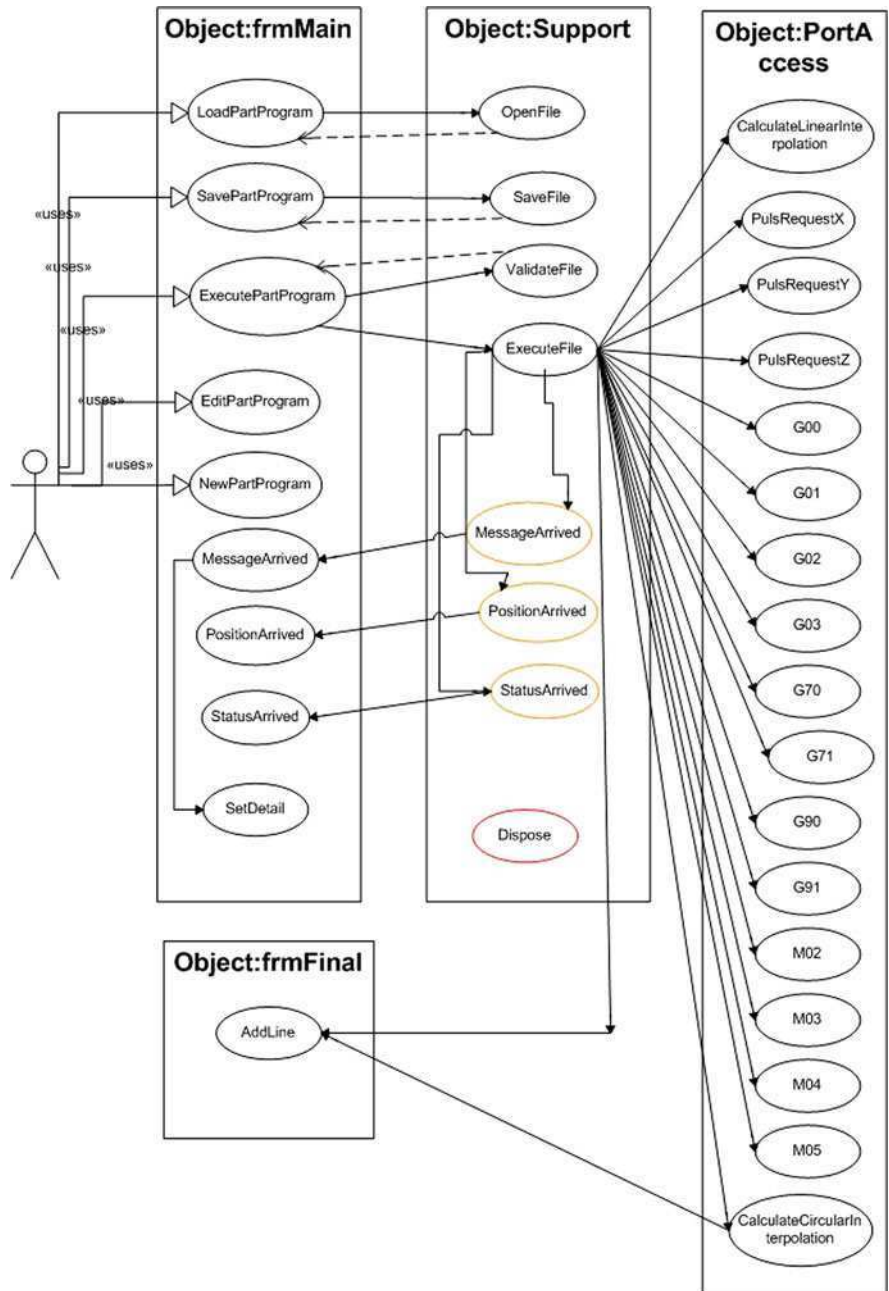 Object:frmMain
LoadPartProgram
SavePartProgram
ExecutePartProgram
EditPartProgram
NewPartProgram
MessageArrived
PositionArrived
StatusArrived
SetDetail
«uses»
«uses»
«uses»
«uses»
«uses»
Object:Support
OpenFile
SaveFile
ValidateFile
ExecuteFile
MessageArrived
PositionArrived
StatusArrived
Dispose
Object:PortA
ccess
CalculateLinearInte
rpolation
PulsRequestX
PulsRequestY
PulsRequestZ
G00
G01
G02
G03
G70
G71
G90
G91
M02
M03
M04
M05
CalculateCircularIn
terpolation
Object:frmFinal
AddLine